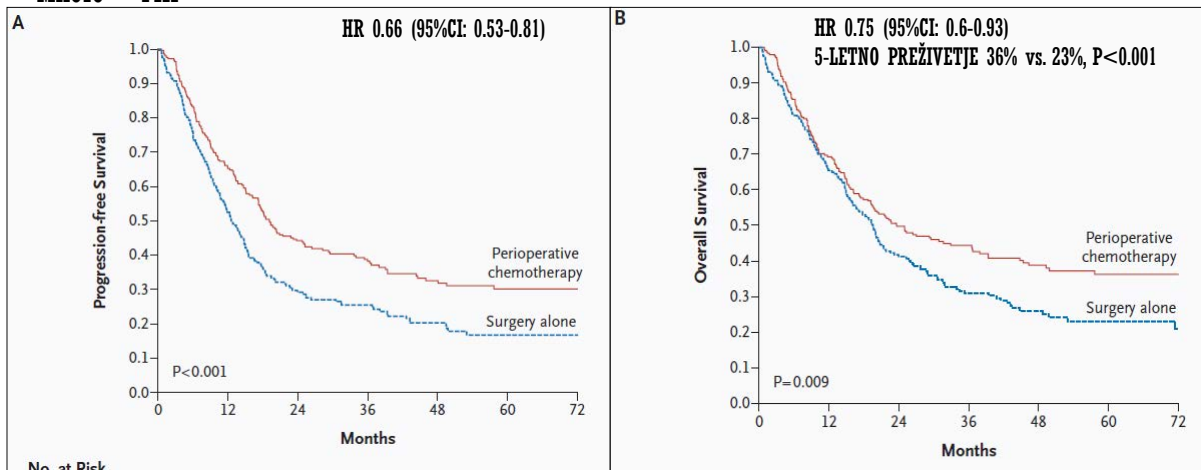 A
HR 0.66 (95%CI: 0.53-0.81)
Progression-free Survival
1.0
0.9
0.8
0.7
0.6
0.5
0.4
0.3
0.2
0.1
0.0
Perioperative
chemotherapy
Surgery alone
P<0.001
0 12 24 36 48 60 72
Months
No. at Risk
B
HR 0.75 (95%CI: 0.6-0.93)
5-LETNO PREŽIVETJE 36% vs. 23%, P<0.001
Overall Survival
1.0
0.9
0.8
0.7
0.6
0.5
0.4
0.3
0.2
0.1
0.0
Perioperative
chemotherapy
Surgery alone
P=0.009
0 12 24 36 48 60 72
Months